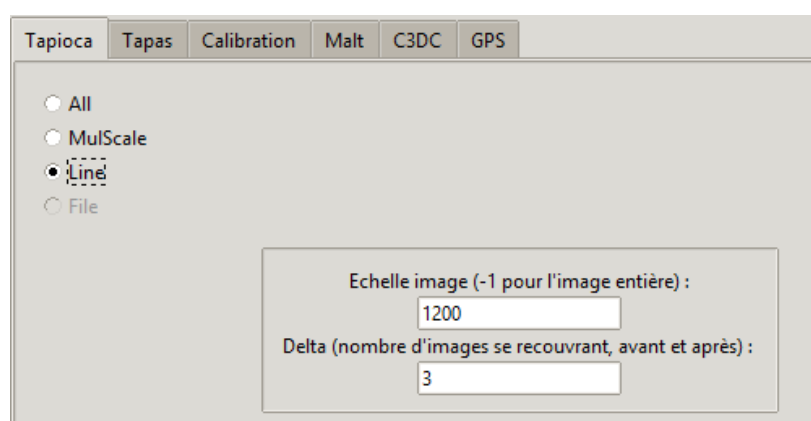 Tapioca Tapas Calibration Malt C3DC GPS
All
MulScale
Line
File
Echelle image (-1 pour l'image entière) :
1200
Delta (nombre d'images se recouvrant, avant et après) :
3